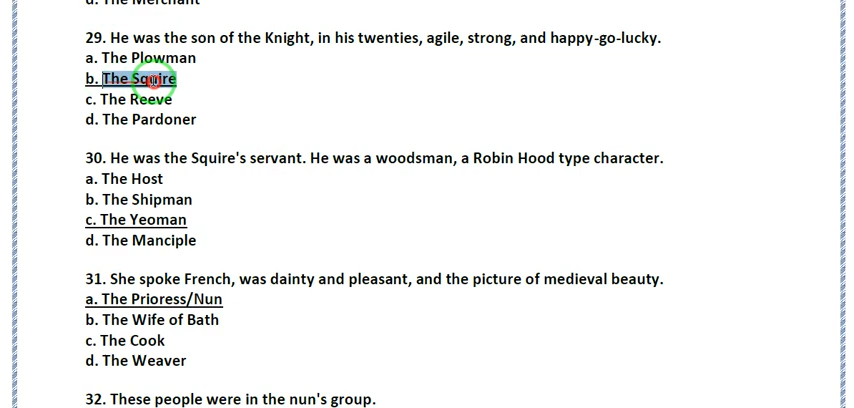 d. The Merchant
29. He was the son of the Knight, in his twenties, agile, strong, and happy-go-lucky.
a. The Plowman
b. The Squire
c. The Reeve
d. The Pardoner
30. He was the Squire's servant. He was a woodsman, a Robin Hood type character.
a. The Host
b. The Shipman
c. The Yeoman
d. The Manciple
31. She spoke French, was dainty and pleasant, and the picture of medieval beauty.
a. The Prioress/Nun
b. The Wife of Bath
c. The Cook
d. The Weaver
32. These people were in the nun's group.